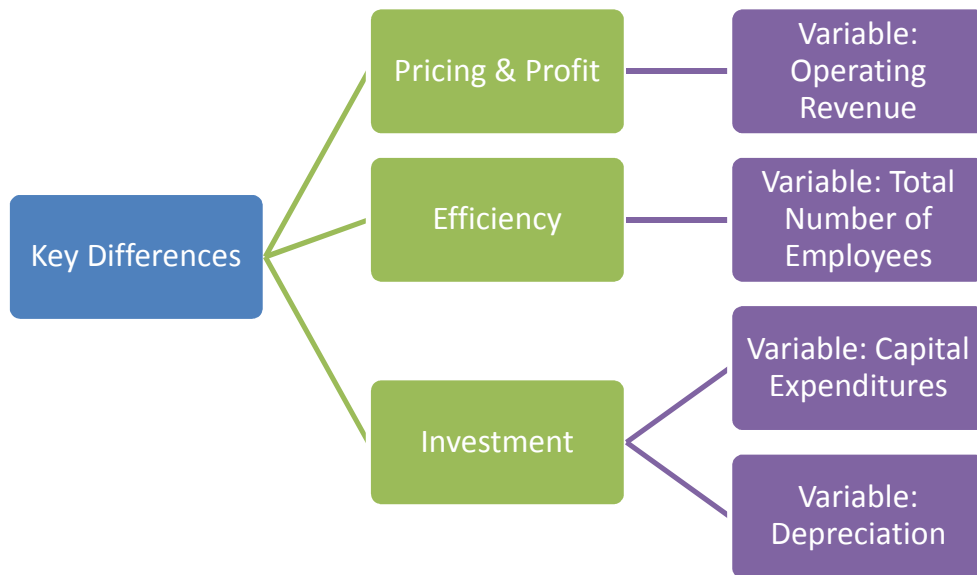 Key Differences
Pricing & Profit
Variable:
Operating
Revenue
Efficiency
Variable: Total
Number of
Employees
Investment
Variable: Capital
Expenditures
Variable:
Depreciation